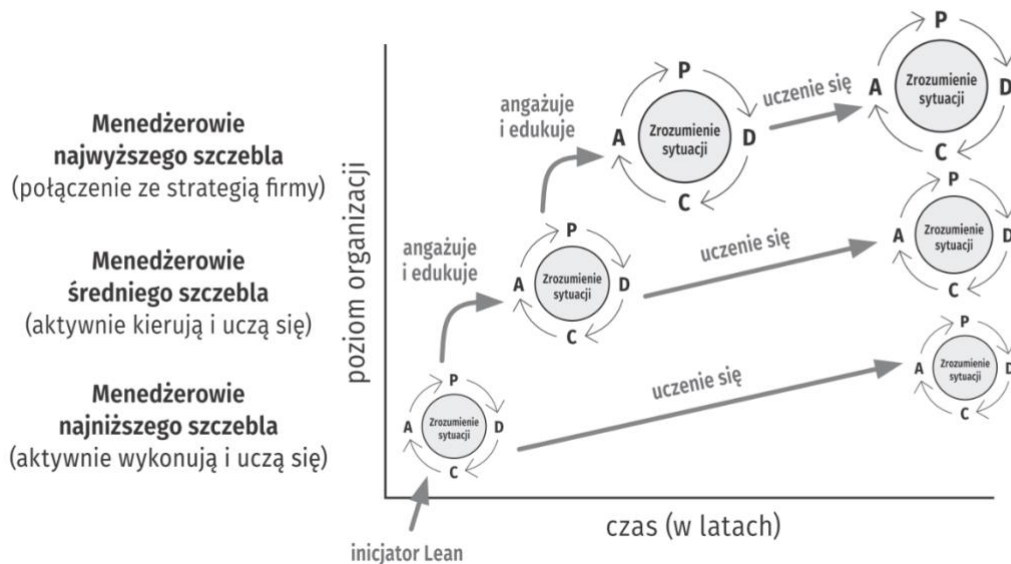 Menedżerowie
najwyższego szczebla
(połączenie ze strategią firmy)
Menedżerowie
średniego szczebla
(aktywnie kierują i uczą się)
Menedżerowie
najniższego szczebla
(aktywnie wykonują i uczą się)
poziom organizacji
angażuje
i edukuje
P
A
Zrozumienie
sytuacji
D
C
uczenie się
P
A
Zrozumienie
sytuacji
D
C
angażuje
i edukuje
P
A
Zrozumienie
sytuacji
D
C
uczenie się
P
A
Zrozumienie
sytuacji
D
C
P
A
Zrozumienie
sytuacji
D
C
uczenie się
P
A
Zrozumienie
sytuacji
D
C
inicjator Lean
czas (w latach)